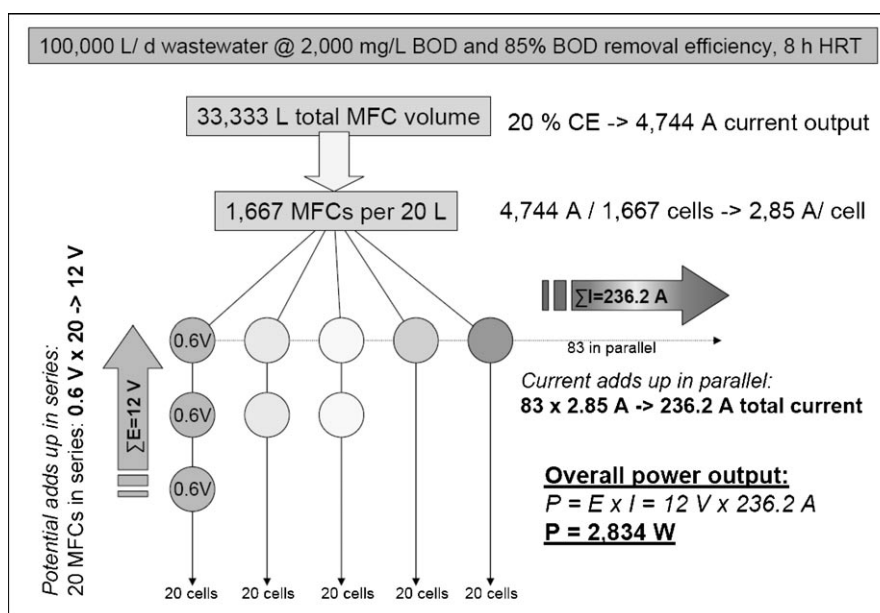 100,000 L/ d wastewater @ 2,000 mg/L BOD and 85% BOD removal efficiency, 8 h HRT
33,333 L total MFC volume
20 % CE -> 4,744 A current output
1,667 MFCs per 20 L
4,744 A / 1,667 cells -> 2,85 A/ cell
Potential adds up in series:
20 MFCs in series: 0.6 V x 20 -> 12 V
∑E=12 V
∑I=236.2 A
0.6V
83 in parallel
Current adds up in parallel:
83 x 2.85 A -> 236.2 A total current
0.6V
0.6V
Overall power output:
P = E x I = 12 V x 236.2 A
P = 2,834 W
20 cells
20 cells
20 cells
20 cells
20 cells